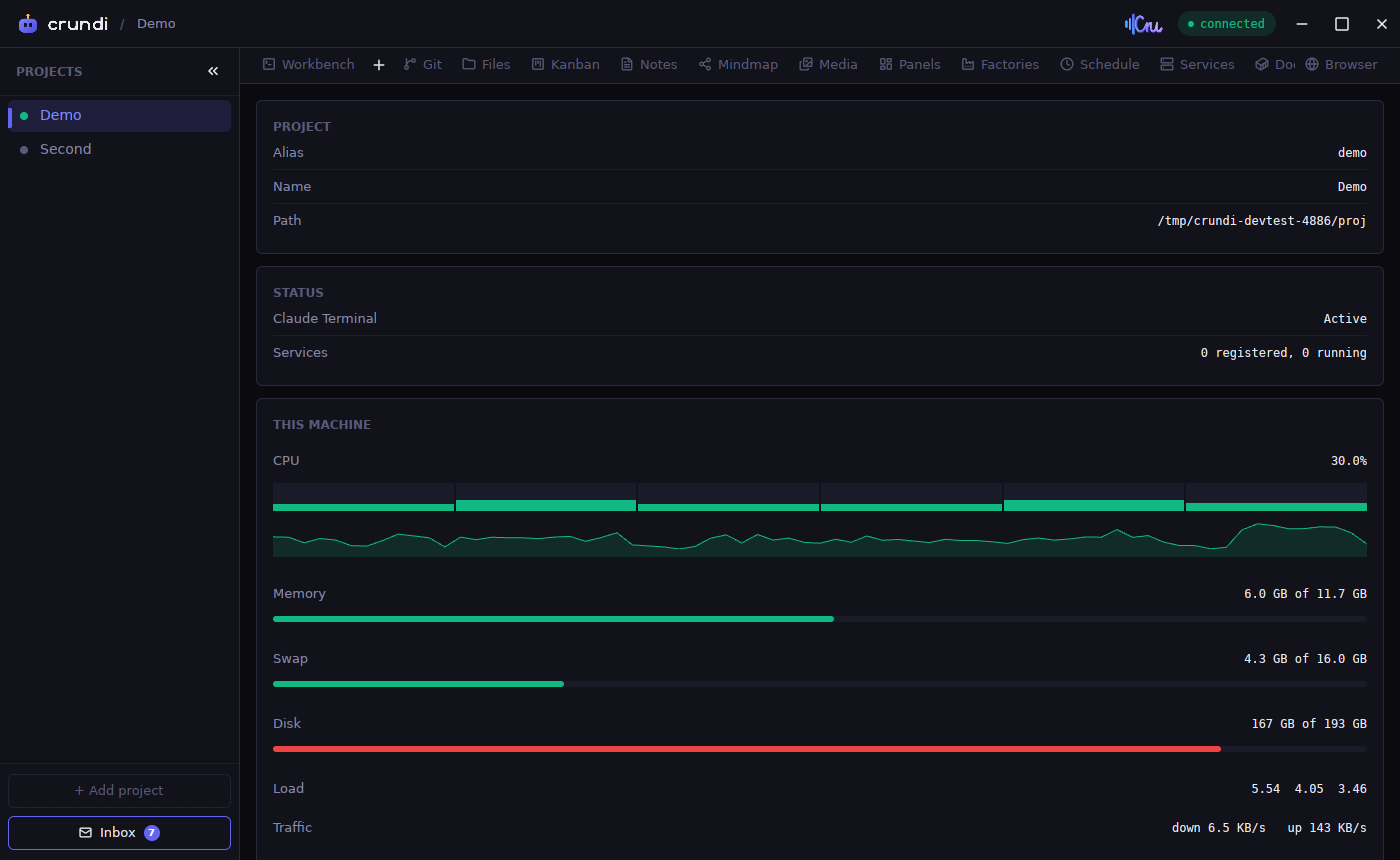 crundi / Demo
Cru
connected
PROJECTS
Workbench + Git Files Kanban Notes Mindmap Media Panels Factories Schedule Services Browser
Demo
Second
PROJECT
Alias demo
Name Demo
Path /tmp/crundi-devtest-4886/proj
STATUS
Claude Terminal Active
Services 0 registered, 0 running
THIS MACHINE
CPU 30.0%
Memory 6.0 GB of 11.7 GB
Swap 4.3 GB of 16.0 GB
Disk 167 GB of 193 GB
Load 5.54 4.05 3.46
Traffic down 6.5 KB/s up 143 KB/s
+ Add project
Inbox 7